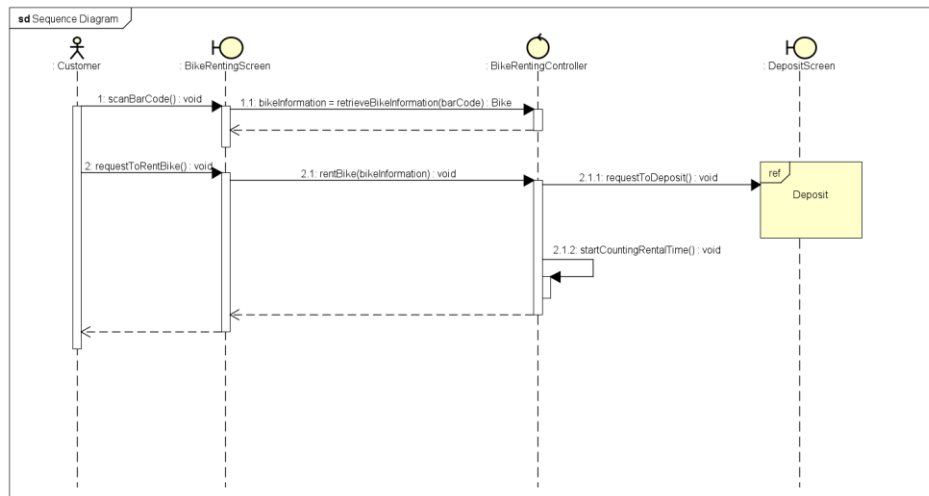 sd Sequence Diagram
: Customer
: BikeRentingScreen
: BikeRentingController
: DepositScreen
1: scanBarCode() : void
1.1: bikeInformation = retrieveBikeInformation(barCode) : Bike
2: requestToRentBike() : void
2.1: rentBike(bikeInformation) : void
2.1.1: requestToDeposit() : void
ref
Deposit
2.1.2: startCountingRentalTime() : void